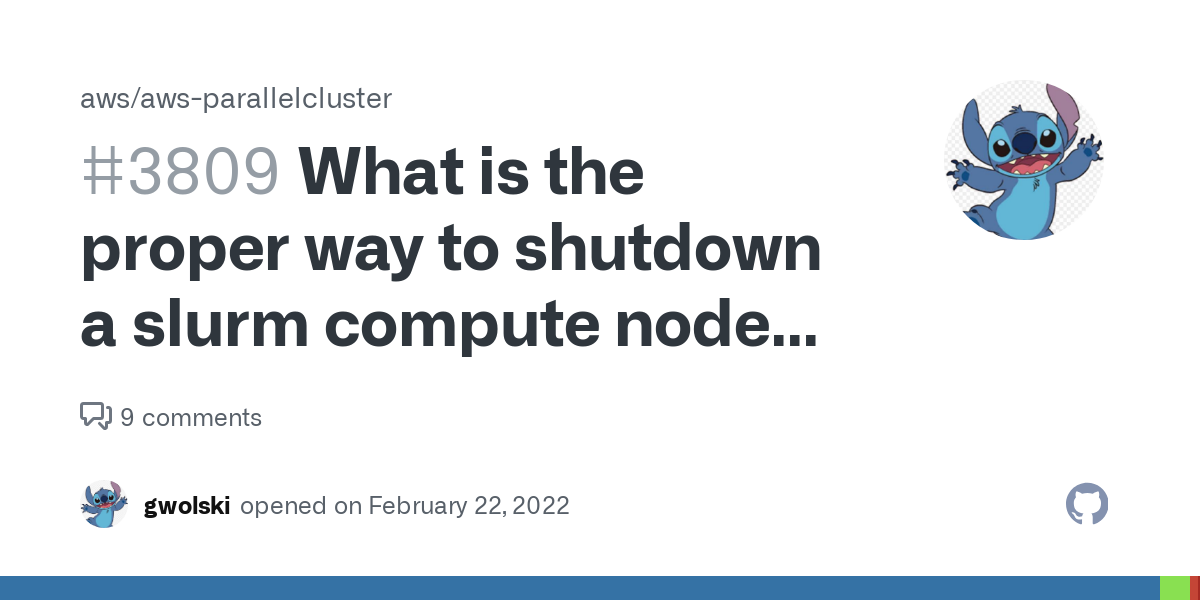 aws/aws-parallelcluster
#3809 What is the
proper way to shutdown
a slurm compute node...
9 comments
gwolski opened on February 22, 2022